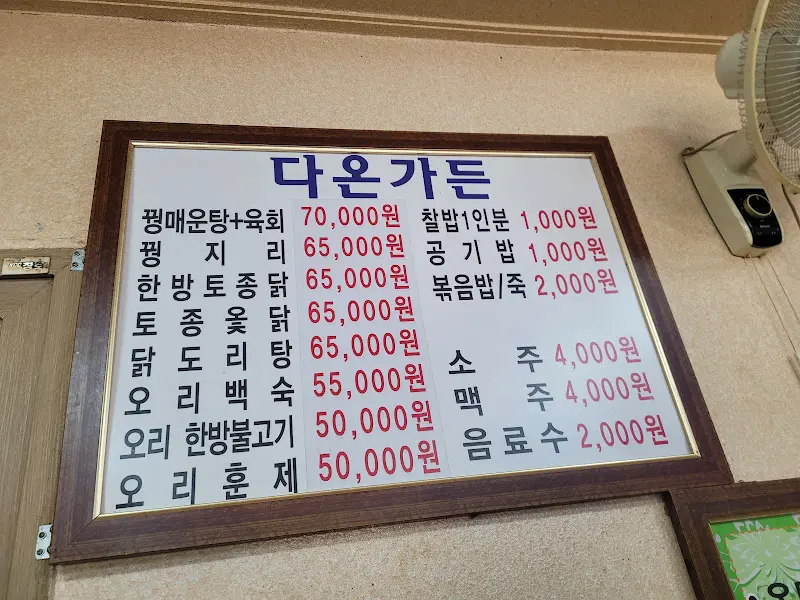 다온가든
꿩매운탕+육회 70,000원
꿩지리 65,000원
한방토종닭 65,000원
토종옻닭 65,000원
닭도리탕 65,000원
오리백숙 55,000원
오리 한방불고기 50,000원
오리훈제 50,000원
찰밥1인분 1,000원
공기밥 1,000원
볶음밥/죽 2,000원
소주 4,000원
맥주 4,000원
음료수 2,000원